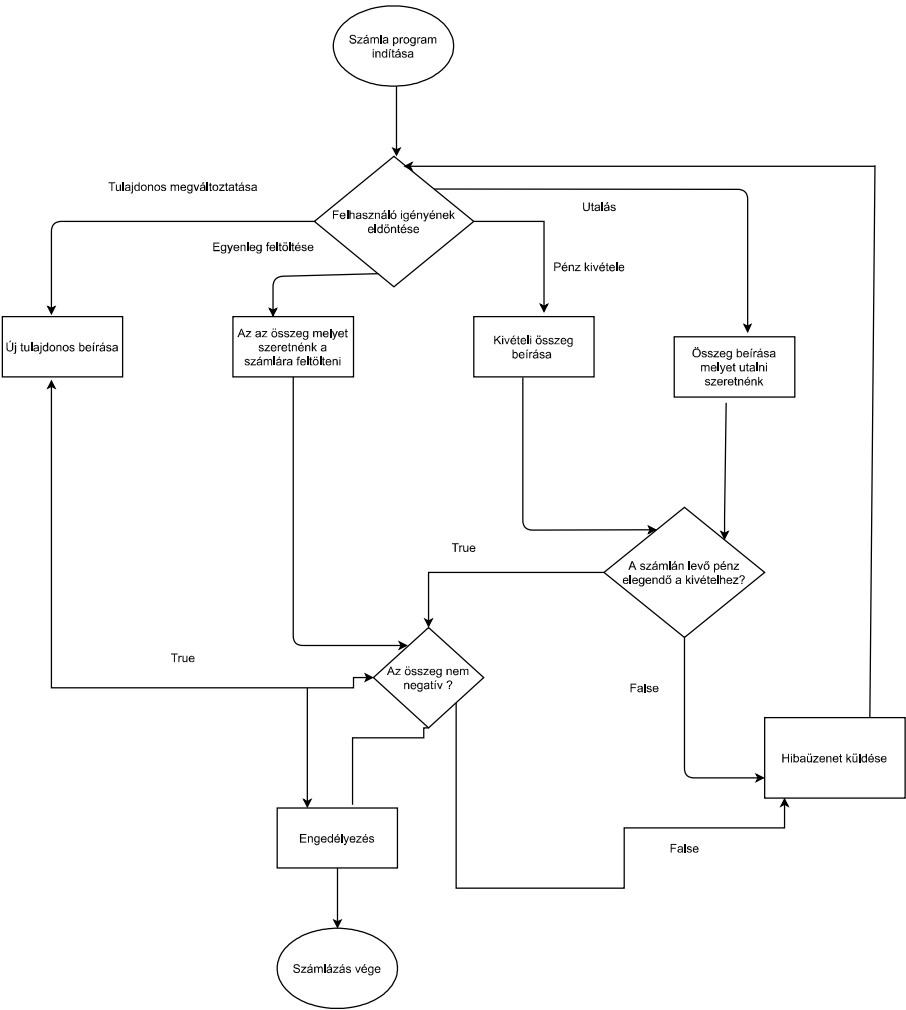 Számla program
indítása
Tulajdonos megváltoztatása
Felhasználó igényének
eldöntése
Utalás
Egyenleg feltöltése
Pénz kivétele
Új tulajdonos beírása
Az az összeg melyet
szeretnénk a
számlára feltölteni
Kivételi összeg
beírása
Összeg beírása
melyet utalni
szeretnénk
True
A számlán levő pénz
elegendő a kivételhez?
True
Az összeg nem
negatív ?
False
Hibaüzenet küldése
Engedélyezés
False
Számlázás vége